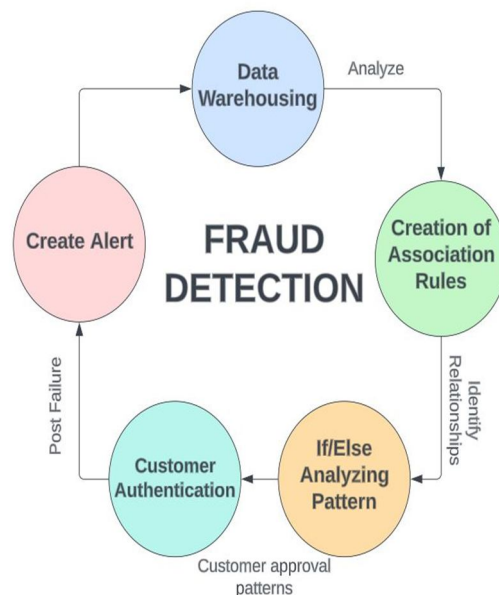 Data
Warehousing
Analyze
Create Alert
FRAUD
DETECTION
Creation of
Association
Rules
Post Failure
Identify
Relationships
Customer
Authentication
If/Else
Analyzing
Pattern
Customer approval
patterns